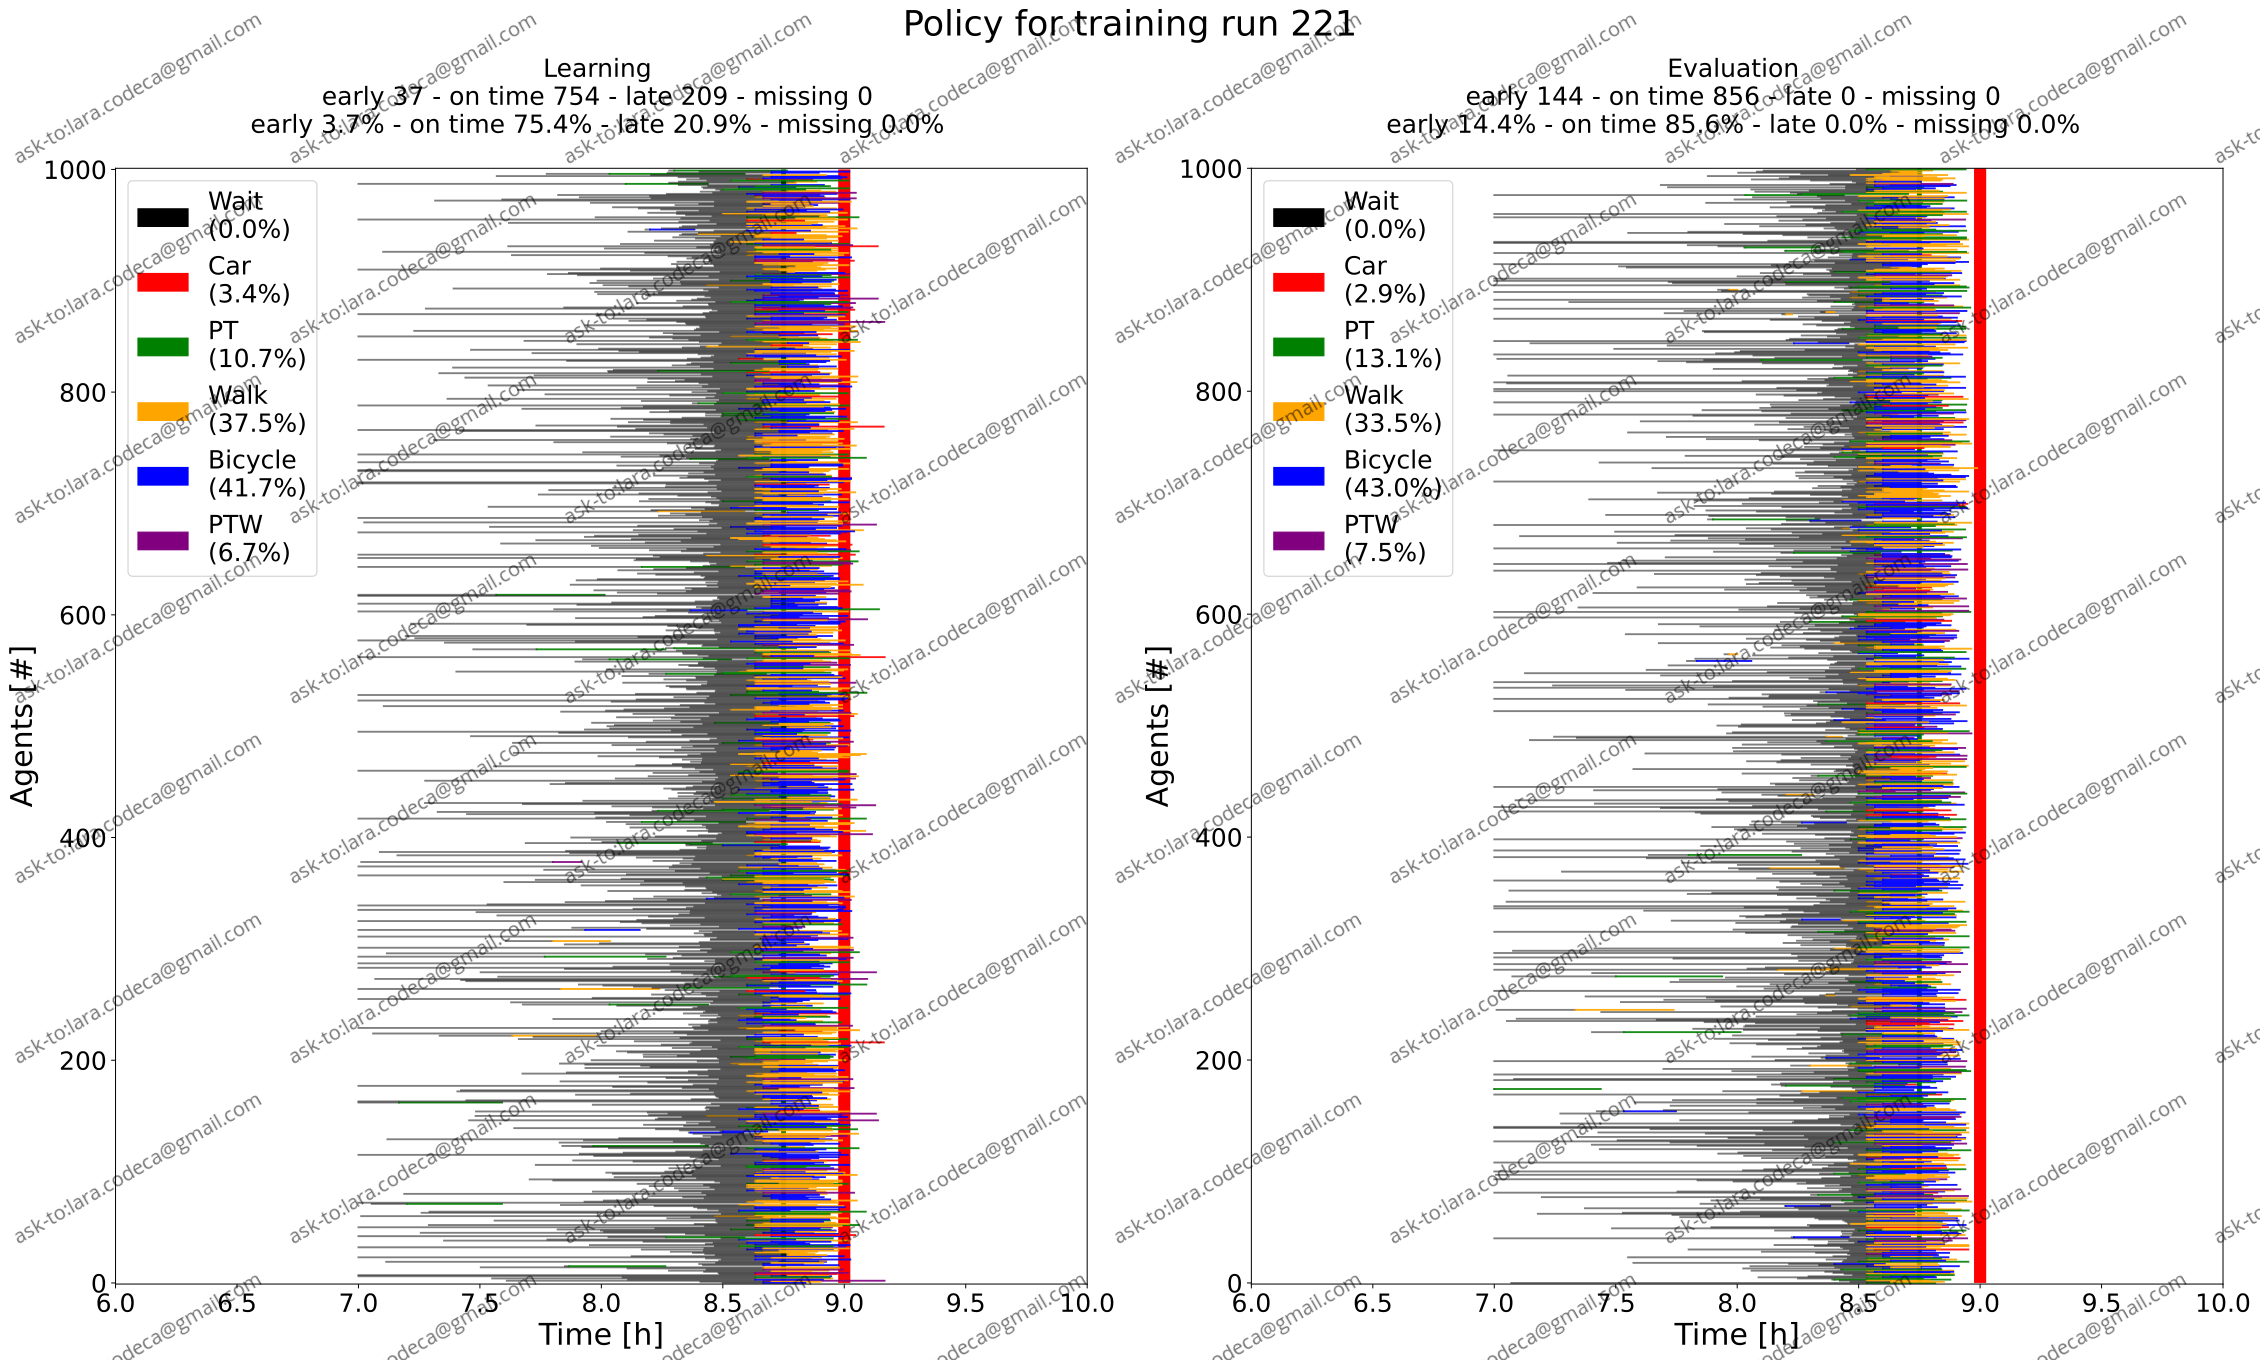 Policy for training run 221
Learning
early 37 - on time 754 - late 209 - missing 0
early 3.7% - on time 75.4% - late 20.9% - missing 0.0%
1000
800
600
400
200
0
Agents [#]
Wait
(0.0%)
Car
(3.4%)
PT
(10.7%)
Walk
(37.5%)
Bicycle
(41.7%)
PTW
(6.7%)
6.0 6.5 7.0 7.5 8.0 8.5 9.0 9.5 10.0
Time [h]
Evaluation
early 144 - on time 856 - late 0 - missing 0
early 14.4% - on time 85.6% - late 0.0% - missing 0.0%
1000
800
600
400
200
0
Agents [#]
Wait
(0.0%)
Car
(2.9%)
PT
(13.1%)
Walk
(33.5%)
Bicycle
(43.0%)
PTW
(7.5%)
6.0 6.5 7.0 7.5 8.0 8.5 9.0 9.5 10.0
Time [h]
ask-to:lara.codeca@gmail.com